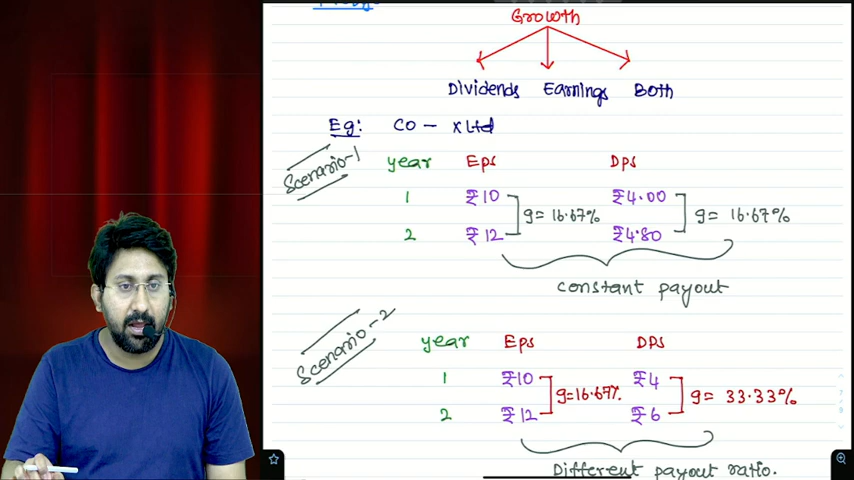 Growth
Dividends Earnings Both
Eg: CO - X Ltd
Scenario-1
year Eps Dps
1 ₹10 ₹4.00
g= 16.67% g= 16.67%
2 ₹12 ₹4.80
constant payout
Scenario-2
year Eps Dps
1 ₹10 ₹4
g=16.67% g= 33.33%
2 ₹12 ₹6
Different payout ratio.